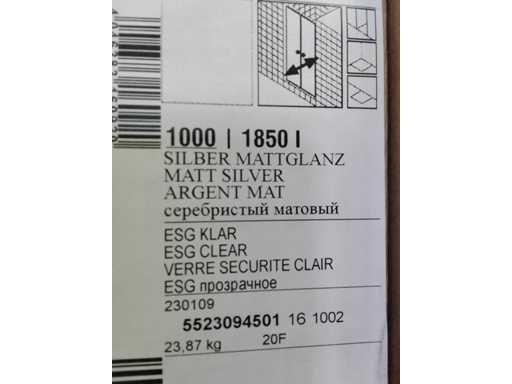 1000 | 1850 I
SILBER MATTGLANZ
MATT SILVER
ARGENT MAT
серебристый матовый
ESG KLAR
ESG CLEAR
VERRE SECURITE CLAIR
ESG прозрачное
230109
5523094501 16 1002
23,87 kg 20F